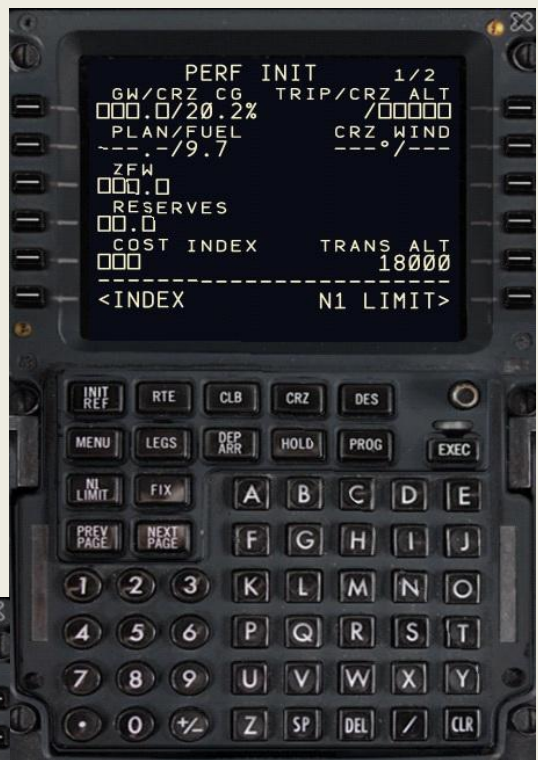 PERF INIT 1/2
GW/CRZ CG TRIP/CRZ ALT
□□□.□/20.2% /□□□□□
PLAN/FUEL CRZ WIND
---.-/9.7 ---°/---
ZFW
□□□.□
RESERVES
□□.□
COST INDEX TRANS ALT
□□□ 18000
--------------------
<INDEX N1 LIMIT>
INIT REF RTE CLB CRZ DES
MENU LEGS DEP ARR HOLD PROG EXEC
N1 LIMIT FIX A B C D E
PREV PAGE NEXT PAGE F G H I J
1 2 3 K L M N O
4 5 6 P Q R S T
7 8 9 U V W X Y
. 0 +/- Z SP DEL / CLR